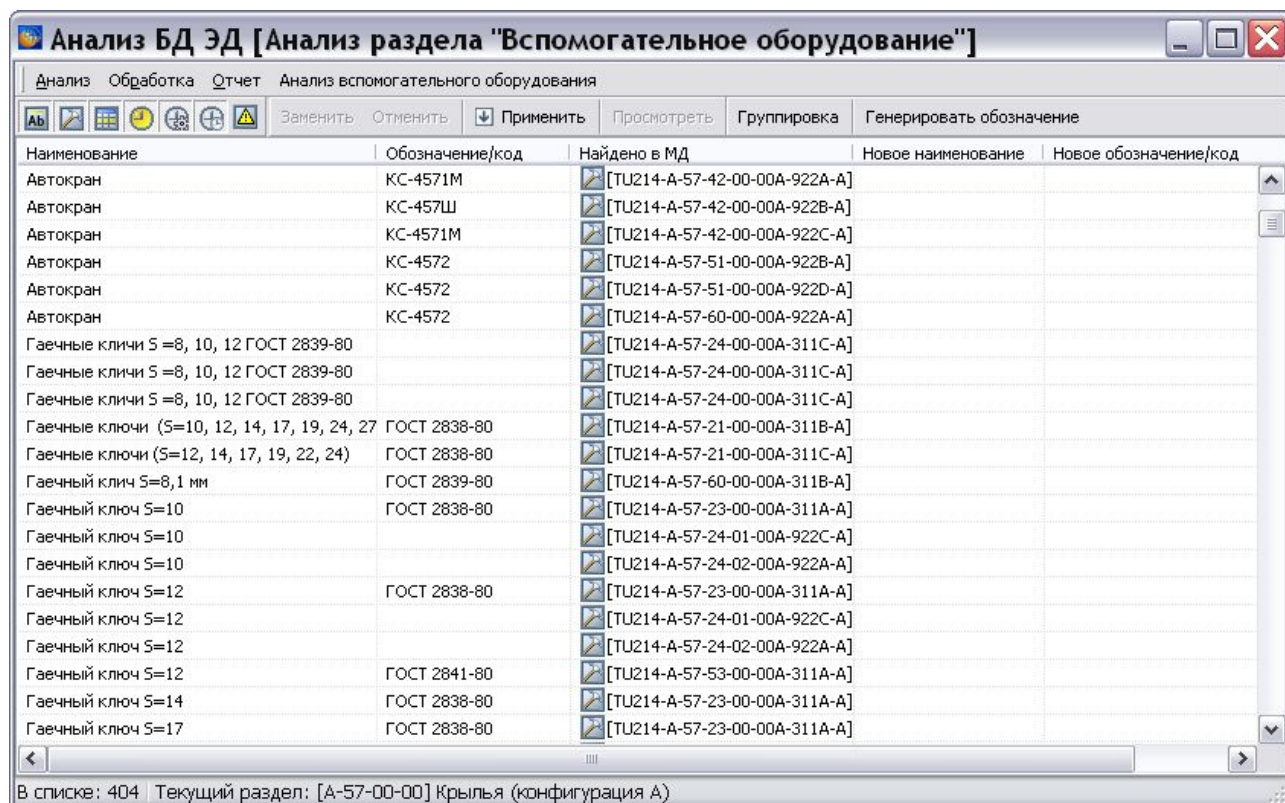 Анализ БД ЭД [Анализ раздела "Вспомогательное оборудование"]
Анализ Обработка Отчет Анализ вспомогательного оборудования
Ab Заменить Отменить Применить Просмотреть Группировка Генерировать обозначение
Наименование Обозначение/код Найдено в МД Новое наименование Новое обозначение/код
Автокран КС-4571М [TU214-A-57-42-00-00A-922A-A]
Автокран КС-457Ш [TU214-A-57-42-00-00A-922B-A]
Автокран КС-4571М [TU214-A-57-42-00-00A-922C-A]
Автокран КС-4572 [TU214-A-57-51-00-00A-922B-A]
Автокран КС-4572 [TU214-A-57-51-00-00A-922D-A]
Автокран КС-4572 [TU214-A-57-60-00-00A-922A-A]
Гаечные кличи S =8, 10, 12 ГОСТ 2839-80 [TU214-A-57-24-00-00A-311C-A]
Гаечные кличи S =8, 10, 12 ГОСТ 2839-80 [TU214-A-57-24-00-00A-311C-A]
Гаечные кличи S =8, 10, 12 ГОСТ 2839-80 [TU214-A-57-24-00-00A-311C-A]
Гаечные ключи (S=10, 12, 14, 17, 19, 24, 27 ГОСТ 2838-80 [TU214-A-57-21-00-00A-311B-A]
Гаечные ключи (S=12, 14, 17, 19, 22, 24) ГОСТ 2838-80 [TU214-A-57-21-00-00A-311C-A]
Гаечный клич S=8,1 мм ГОСТ 2839-80 [TU214-A-57-60-00-00A-311B-A]
Гаечный ключ S=10 ГОСТ 2838-80 [TU214-A-57-23-00-00A-311A-A]
Гаечный ключ S=10 [TU214-A-57-24-01-00A-922C-A]
Гаечный ключ S=10 [TU214-A-57-24-02-00A-922A-A]
Гаечный ключ S=12 ГОСТ 2838-80 [TU214-A-57-23-00-00A-311A-A]
Гаечный ключ S=12 [TU214-A-57-24-01-00A-922C-A]
Гаечный ключ S=12 [TU214-A-57-24-02-00A-922A-A]
Гаечный ключ S=12 ГОСТ 2841-80 [TU214-A-57-53-00-00A-311A-A]
Гаечный ключ S=14 ГОСТ 2838-80 [TU214-A-57-23-00-00A-311A-A]
Гаечный ключ S=17 ГОСТ 2838-80 [TU214-A-57-23-00-00A-311A-A]
В списке: 404 Текущий раздел: [A-57-00-00] Крылья (конфигурация А)